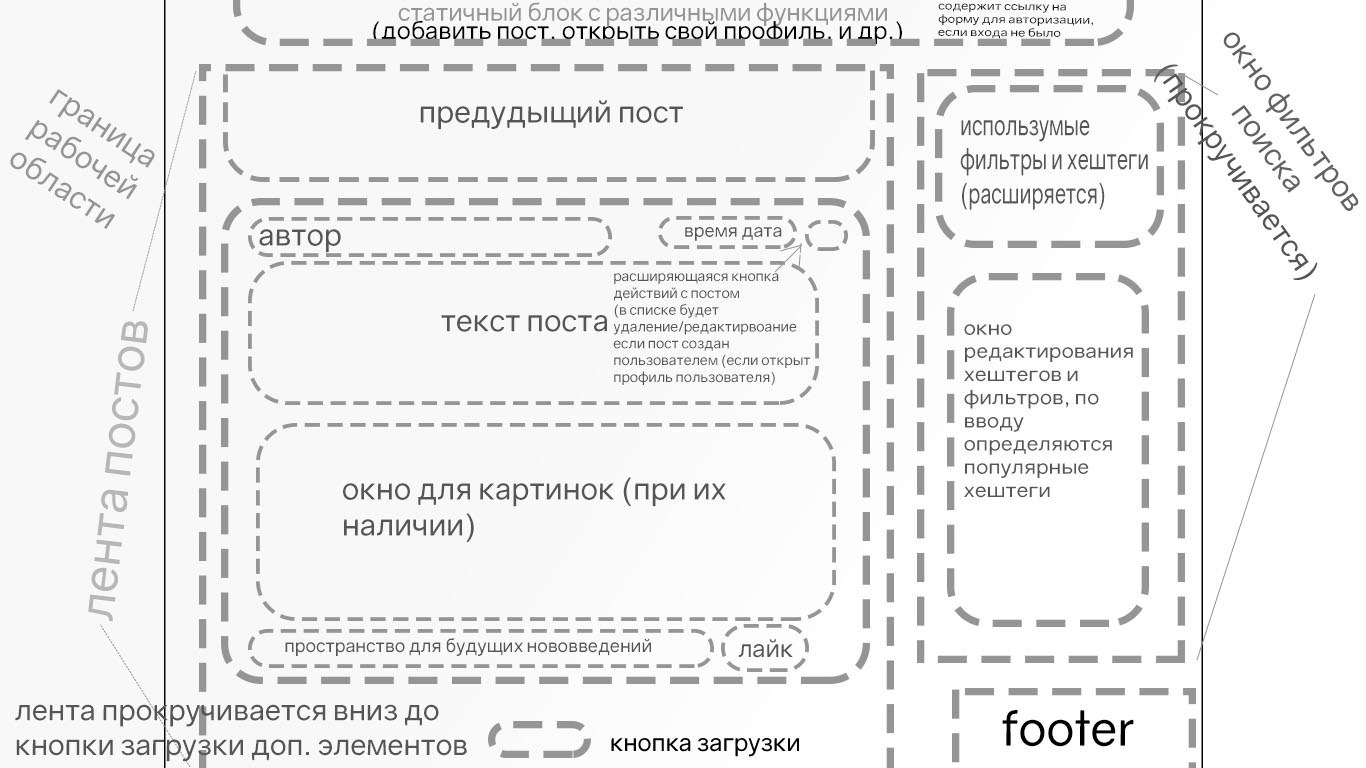 статичный блок с различными функциями
(добавить пост, открыть свой профиль, и др.)
содержит ссылку на
форму для авторизации,
если входа не было
граница
рабочей
области
окно фильтров
поиска
(прокручивается)
предудыщий пост
использумые
фильтры и хештеги
(расширяется)
автор
время дата
расширяющаяся кнопка
действий с постом
(в списке будет
удаление/редактирвоание
если пост создан
пользователем (если открыт
профиль пользователя)
текст поста
окно
редактирования
хештегов и
фильтров, по
вводу
определяются
популярные
хештеги
лента постов
окно для картинок (при их
наличии)
пространство для будущих нововведений
лайк
лента прокручивается вниз до
кнопки загрузки доп. элементов
кнопка загрузки
footer